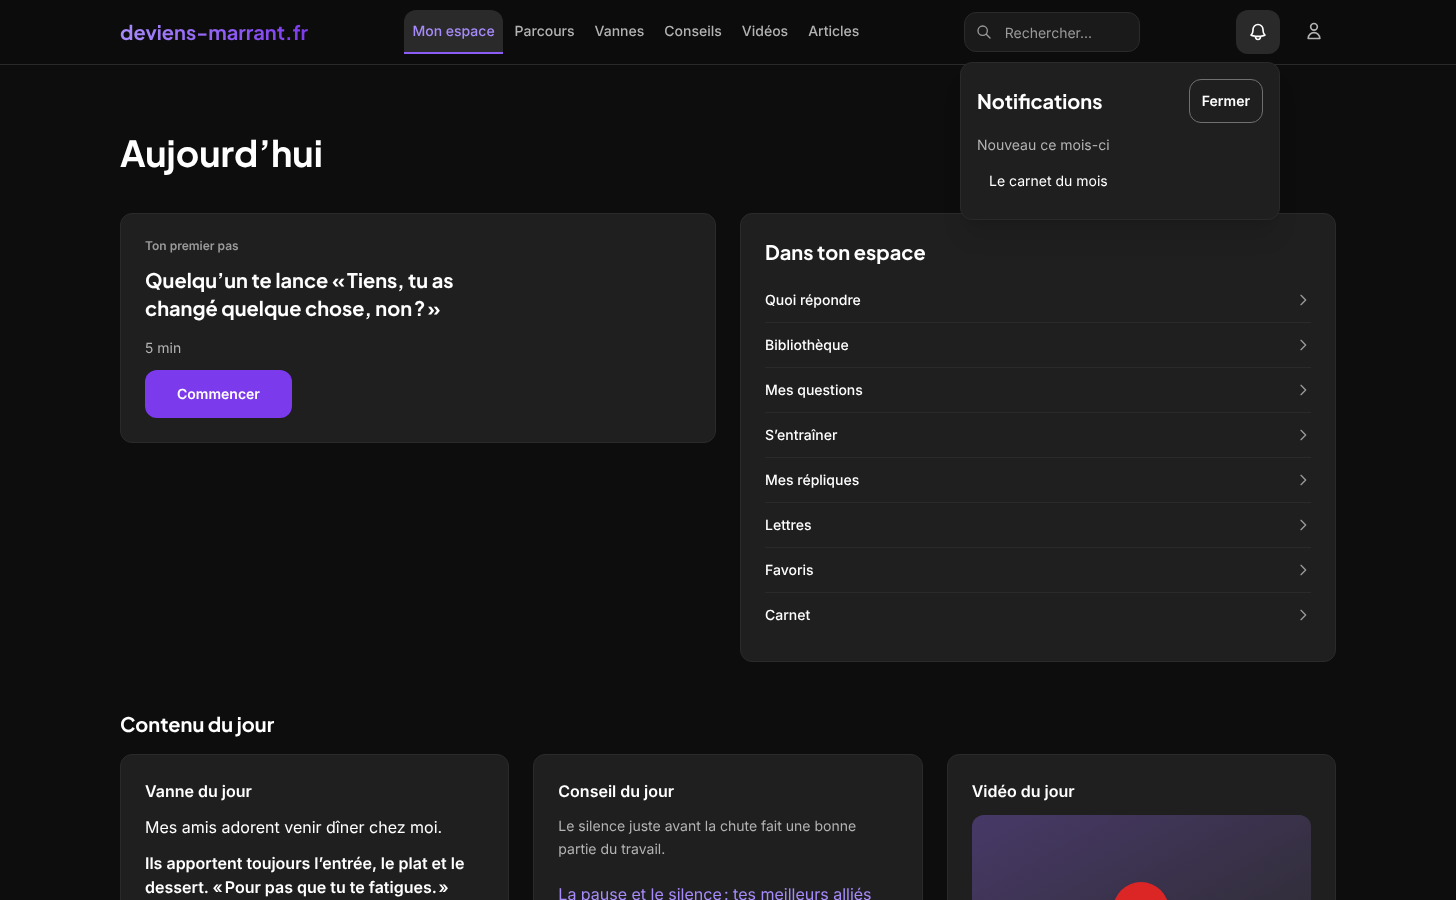 deviens-marrant.fr
Mon espace
Parcours
Vannes
Conseils
Vidéos
Articles
Rechercher...
Notifications
Fermer
Nouveau ce mois-ci
Le carnet du mois
Aujourd’hui
Ton premier pas
Quelqu’un te lance « Tiens, tu as
changé quelque chose, non ? »
5 min
Commencer
Dans ton espace
Quoi répondre
Bibliothèque
Mes questions
S’entraîner
Mes répliques
Lettres
Favoris
Carnet
Contenu du jour
Vanne du jour
Mes amis adorent venir dîner chez moi.
Ils apportent toujours l’entrée, le plat et le
dessert. « Pour pas que tu te fatigues. »
Conseil du jour
Le silence juste avant la chute fait une bonne
partie du travail.
La pause et le silence : tes meilleurs alliés
Vidéo du jour